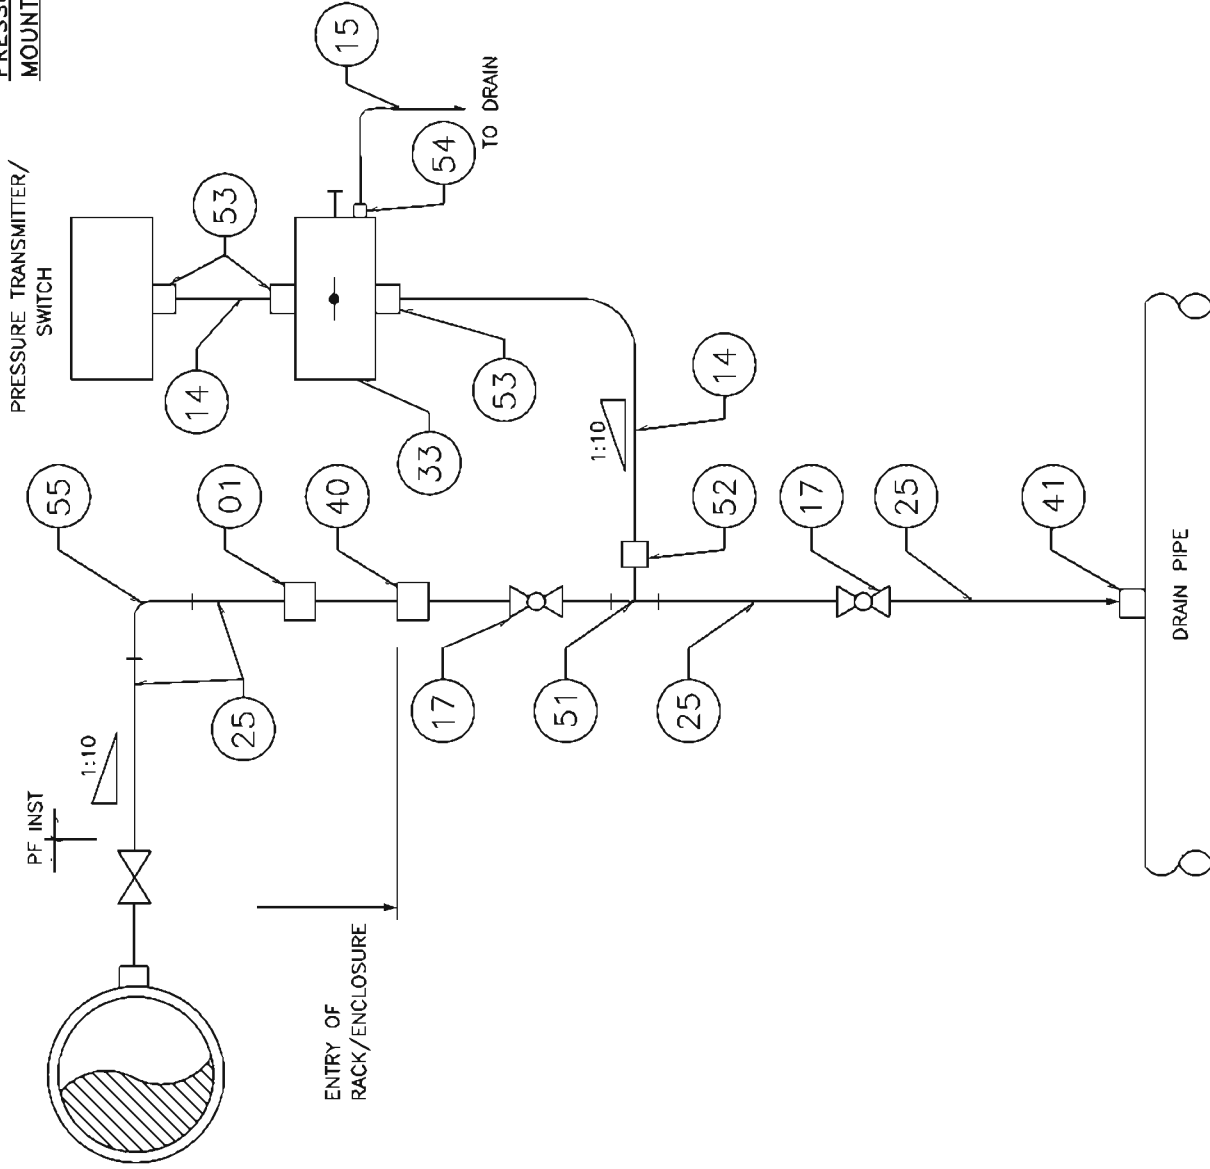 PRESSU
MOUNT
PRESSURE TRANSMITTER/
SWITCH
15
TO DRAIN
54
53
14
53
33
14
1:10
55
01
40
52
17
25
41
17
51
25
25
1:10
PF INST
ENTRY OF
RACK/ENCLOSURE
DRAIN PIPE